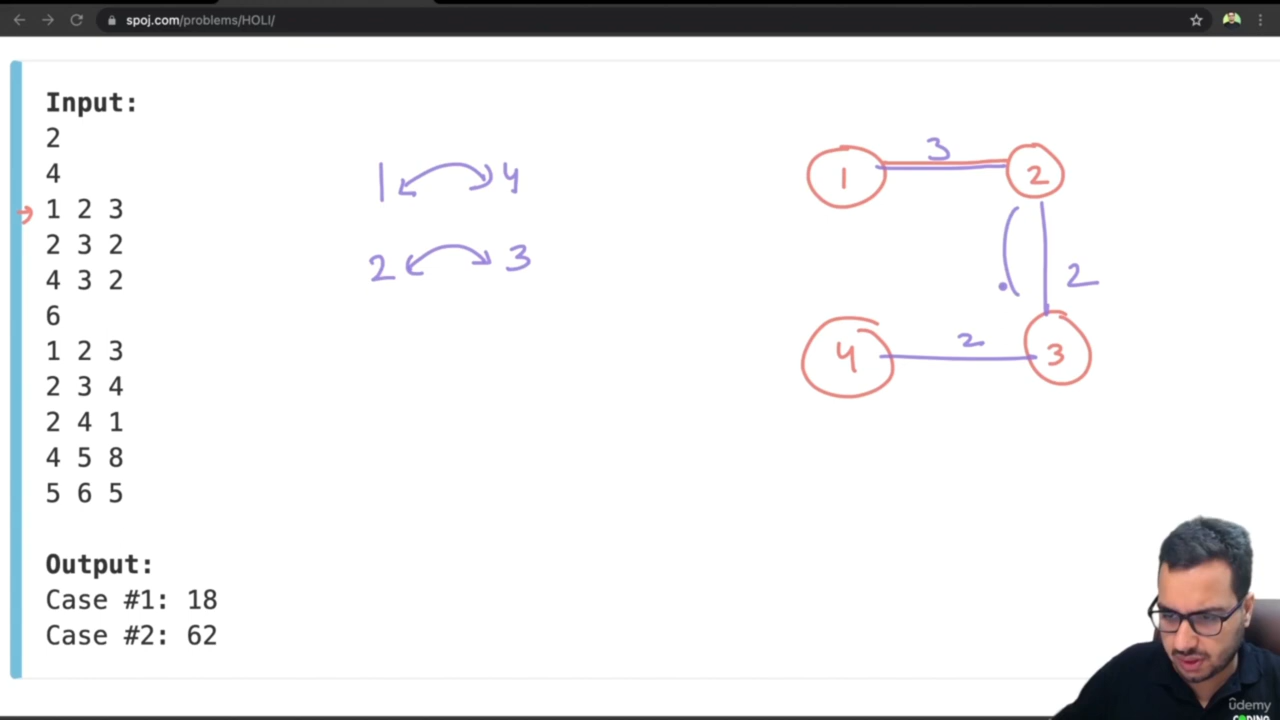 spoj.com/problems/HOLI/
Input:
2
4
1 2 3
2 3 2
4 3 2
6
1 2 3
2 3 4
2 4 1
4 5 8
5 6 5
Output:
Case #1: 18
Case #2: 62
1 4
2 3
1 3 2
2
4 2 3
ûdemy
CODING